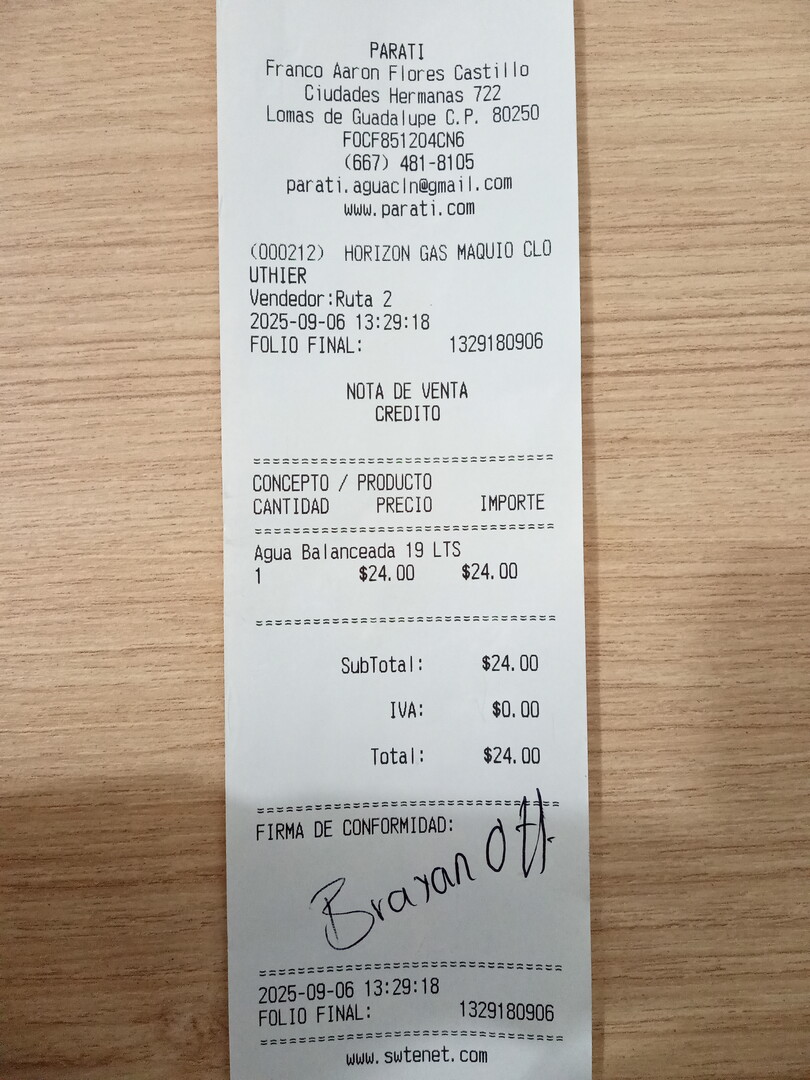 PARATI
Franco Aaron Flores Castillo
Ciudades Hermanas 722
Lomas de Guadalupe C.P. 80250
FOCF851204CN6
(667) 481-8105
parati.aguacln@gmail.com
www.parati.com
(000212) HORIZON GAS MAQUIO CLO
UTHIER
Vendedor:Ruta 2
2025-09-06 13:29:18
FOLIO FINAL: 1329180906
NOTA DE VENTA
CREDITO
==============================
CONCEPTO / PRODUCTO
CANTIDAD PRECIO IMPORTE
==============================
Agua Balanceada 19 LTS
1 $24.00 $24.00
==============================
SubTotal: $24.00
IVA: $0.00
Total: $24.00
==============================
FIRMA DE CONFORMIDAD:
Brayan
==============================
2025-09-06 13:29:18
FOLIO FINAL: 1329180906
==============================
www.swtenet.com